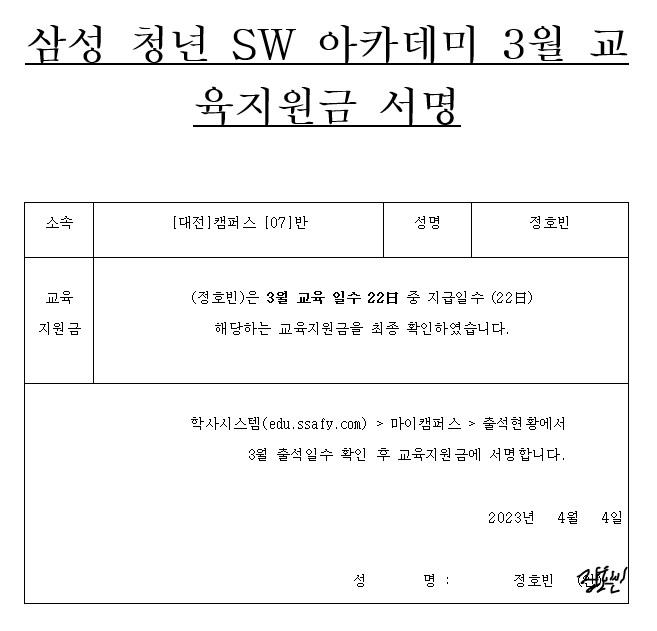 삼성 청년 SW 아카데미 3월 교
육지원금 서명
소속 [대전]캠퍼스 [07]반 성명 정호빈
교육
지원금
(정호빈)은 3월 교육 일수 22日 중 지급일수 (22日)
해당하는 교육지원금을 최종 확인하였습니다.
학사시스템(edu.ssafy.com) > 마이캠퍼스 > 출석현황에서
3월 출석일수 확인 후 교육지원금에 서명합니다.
2023년 4월 4일
성 명 : 정호빈 (인) 정호빈